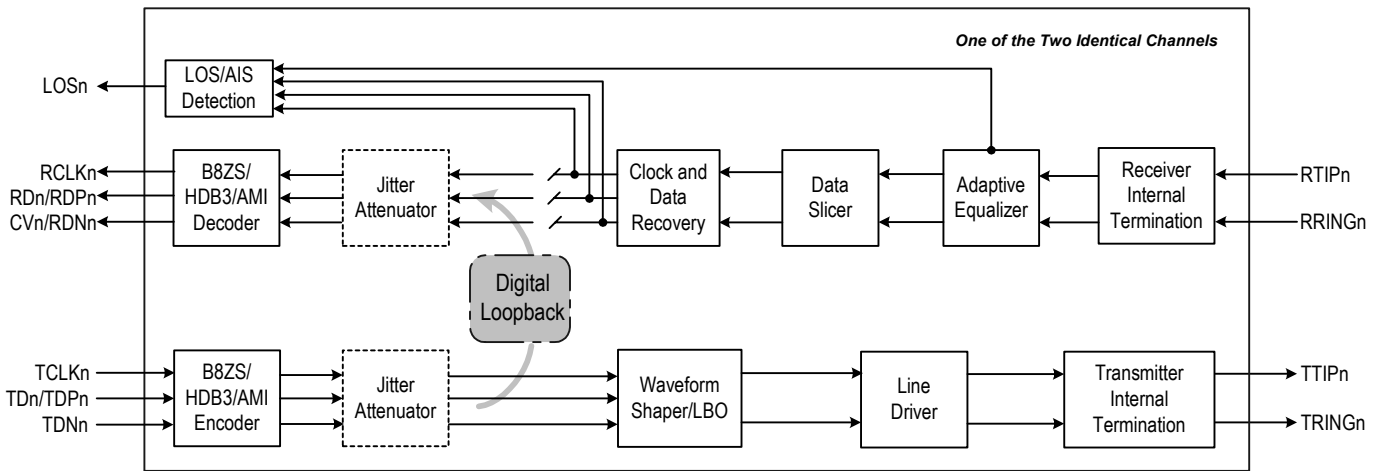 One of the Two Identical Channels
LOSn
LOS/AIS
Detection
RCLKn
RDn/RDPn
CVn/RDNn
B8ZS/
HDB3/AMI
Decoder
Jitter
Attenuator
Clock and
Data
Recovery
Data
Slicer
Adaptive
Equalizer
Receiver
Internal
Termination
RTIPn
RRINGn
Digital
Loopback
TCLKn
TDn/TDPn
TDNn
B8ZS/
HDB3/AMI
Encoder
Jitter
Attenuator
Waveform
Shaper/LBO
Line
Driver
Transmitter
Internal
Termination
TTIPn
TRINGn